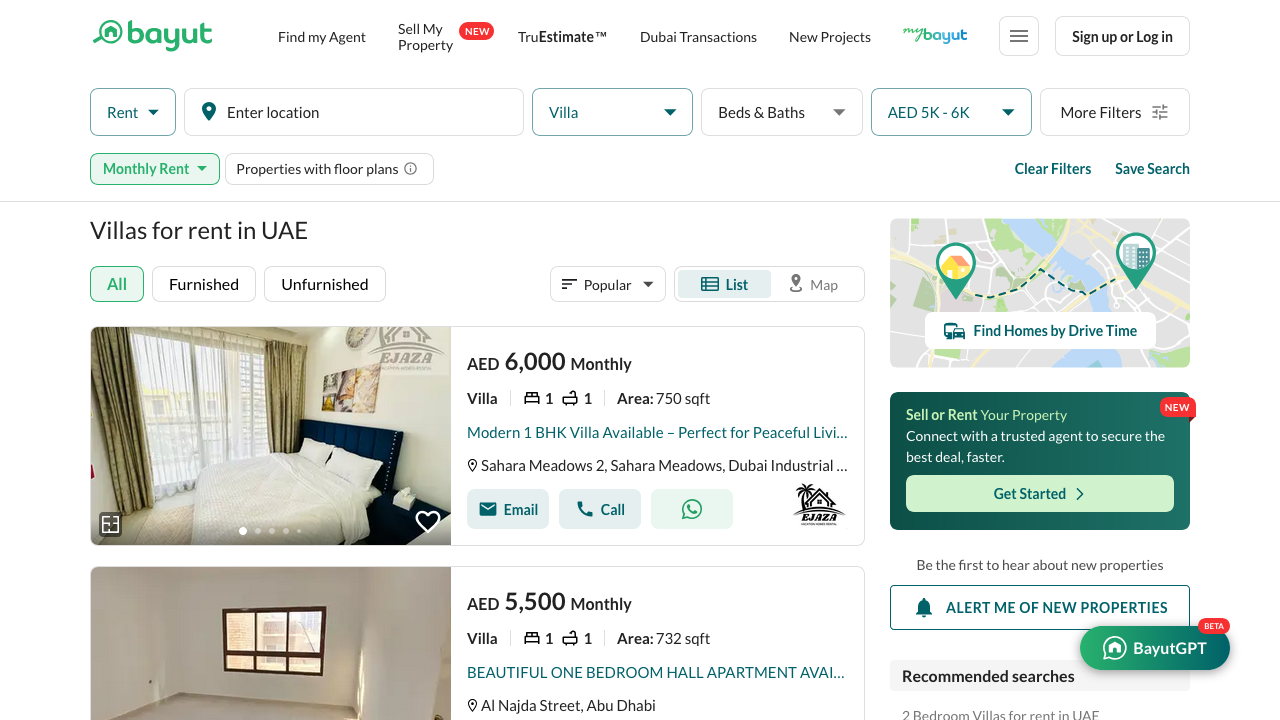 bayut
Find my Agent
Sell My
Property
NEW
TruEstimate™
Dubai Transactions
New Projects
mybayut
Sign up or Log in
Rent
Enter location
Villa
Beds & Baths
AED 5K - 6K
More Filters
Monthly Rent
Properties with floor plans
Clear Filters
Save Search
Villas for rent in UAE
All
Furnished
Unfurnished
Popular
List
Map
Find Homes by Drive Time
EJAZA
AED 6,000 Monthly
Villa 1 1 Area: 750 sqft
Modern 1 BHK Villa Available – Perfect for Peaceful Livi...
Sahara Meadows 2, Sahara Meadows, Dubai Industrial ...
Email
Call
EJAZA
NEW
Sell or Rent Your Property
Connect with a trusted agent to secure the
best deal, faster.
Get Started
Be the first to hear about new properties
ALERT ME OF NEW PROPERTIES
AED 5,500 Monthly
Villa 1 1 Area: 732 sqft
BEAUTIFUL ONE BEDROOM HALL APARTMENT AVAI...
Al Najda Street, Abu Dhabi
BETA
BayutGPT
Recommended searches
2 Bedroom Villas for rent in UAE